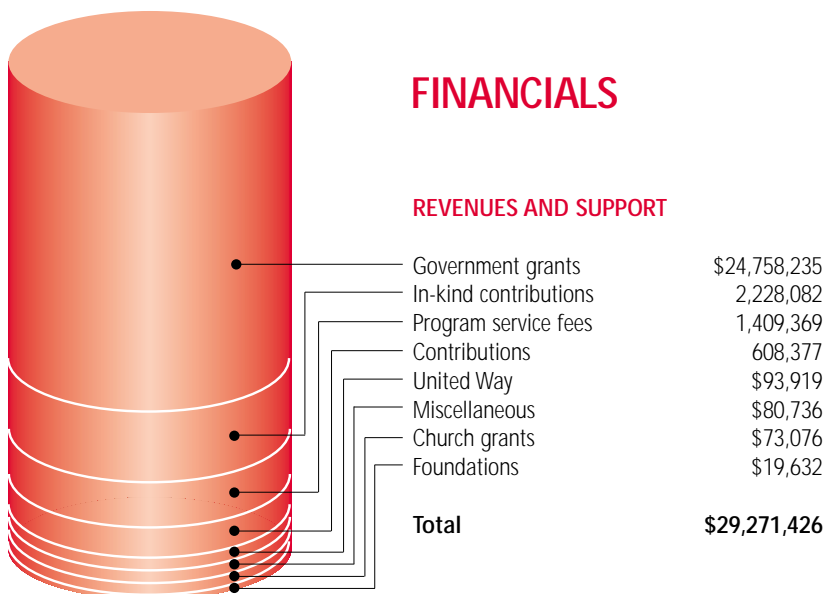 FINANCIALS
REVENUES AND SUPPORT
Government grants $24,758,235
In-kind contributions 2,228,082
Program service fees 1,409,369
Contributions 608,377
United Way $93,919
Miscellaneous $80,736
Church grants $73,076
Foundations $19,632
Total $29,271,426